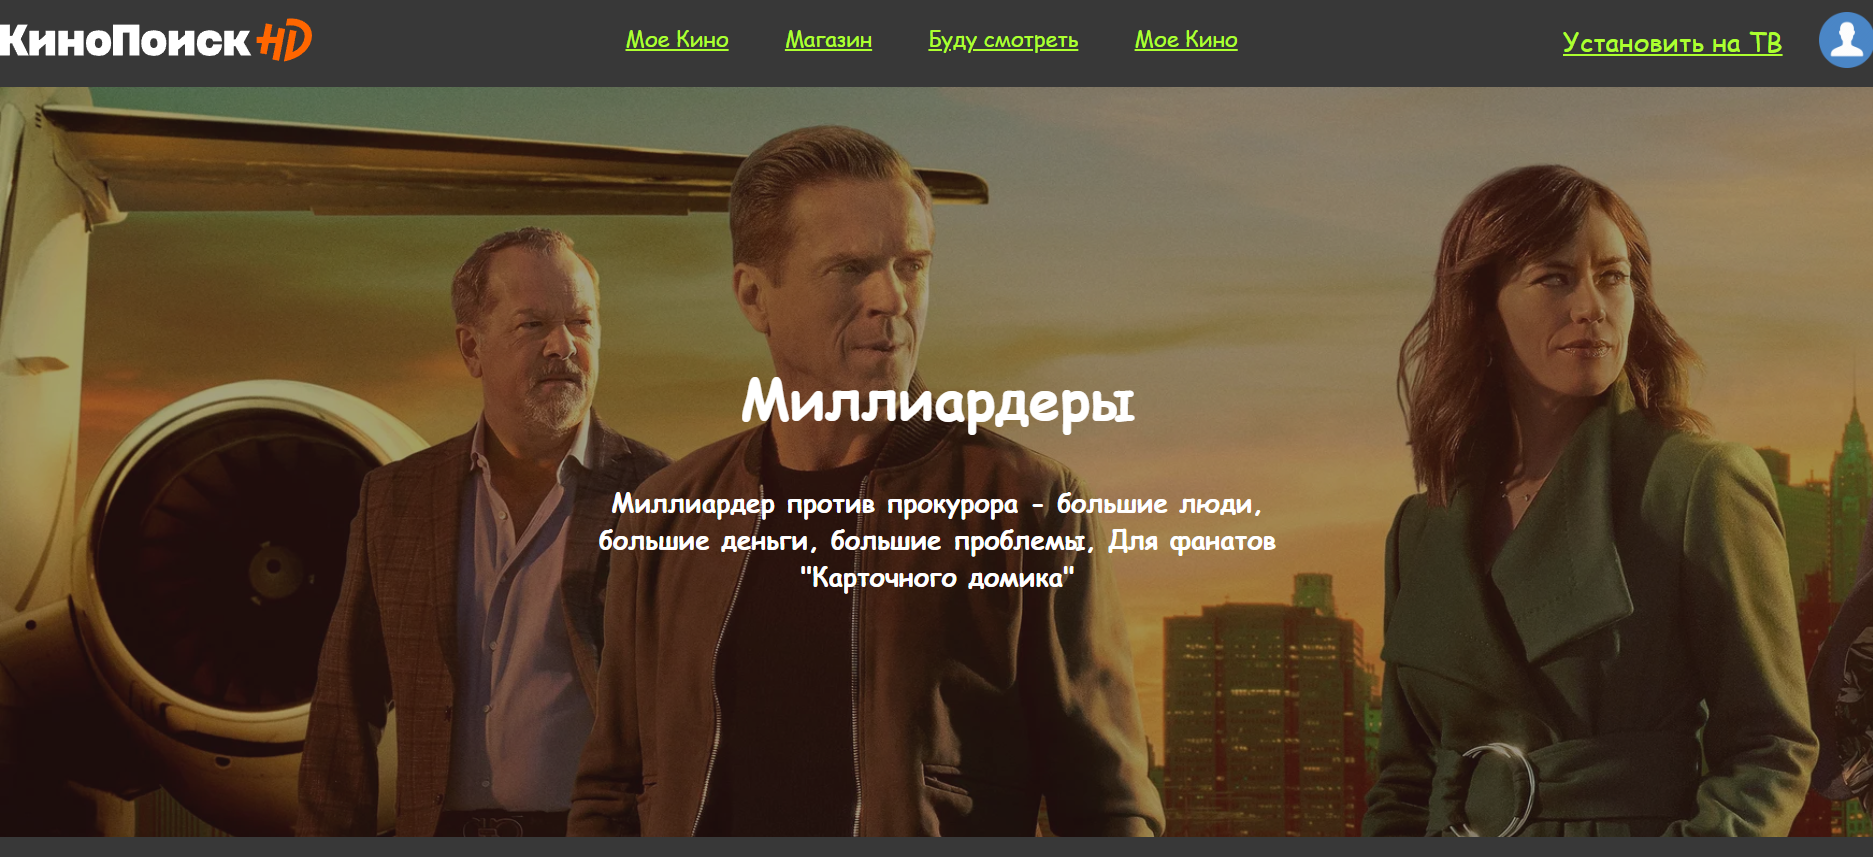 КиноПоиск HD
Мое Кино Магазин Буду смотреть Мое Кино
Установить на ТВ
Миллиардеры
Миллиардер против прокурора - большие люди,
большие деньги, большие проблемы, Для фанатов
"Карточного домика"